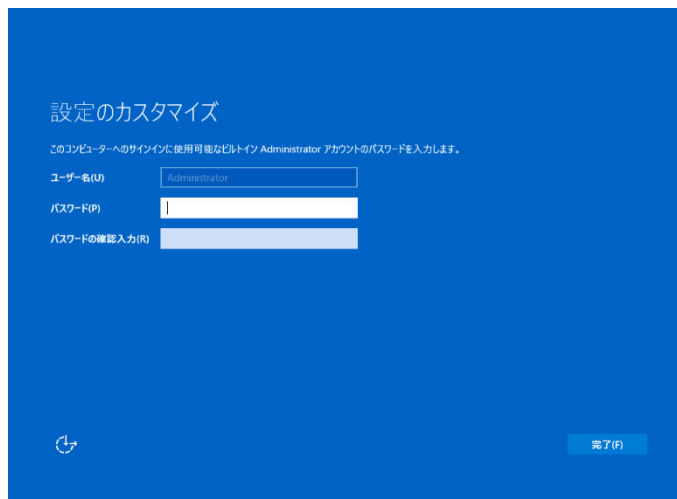 設定のカスタマイズ
このコンピューターへのサインインに使用可能なビルトイン Administrator アカウントのパスワードを入力します。
ユーザー名(U)
Administrator
パスワード(P)
パスワードの確認入力(R)
完了(F)